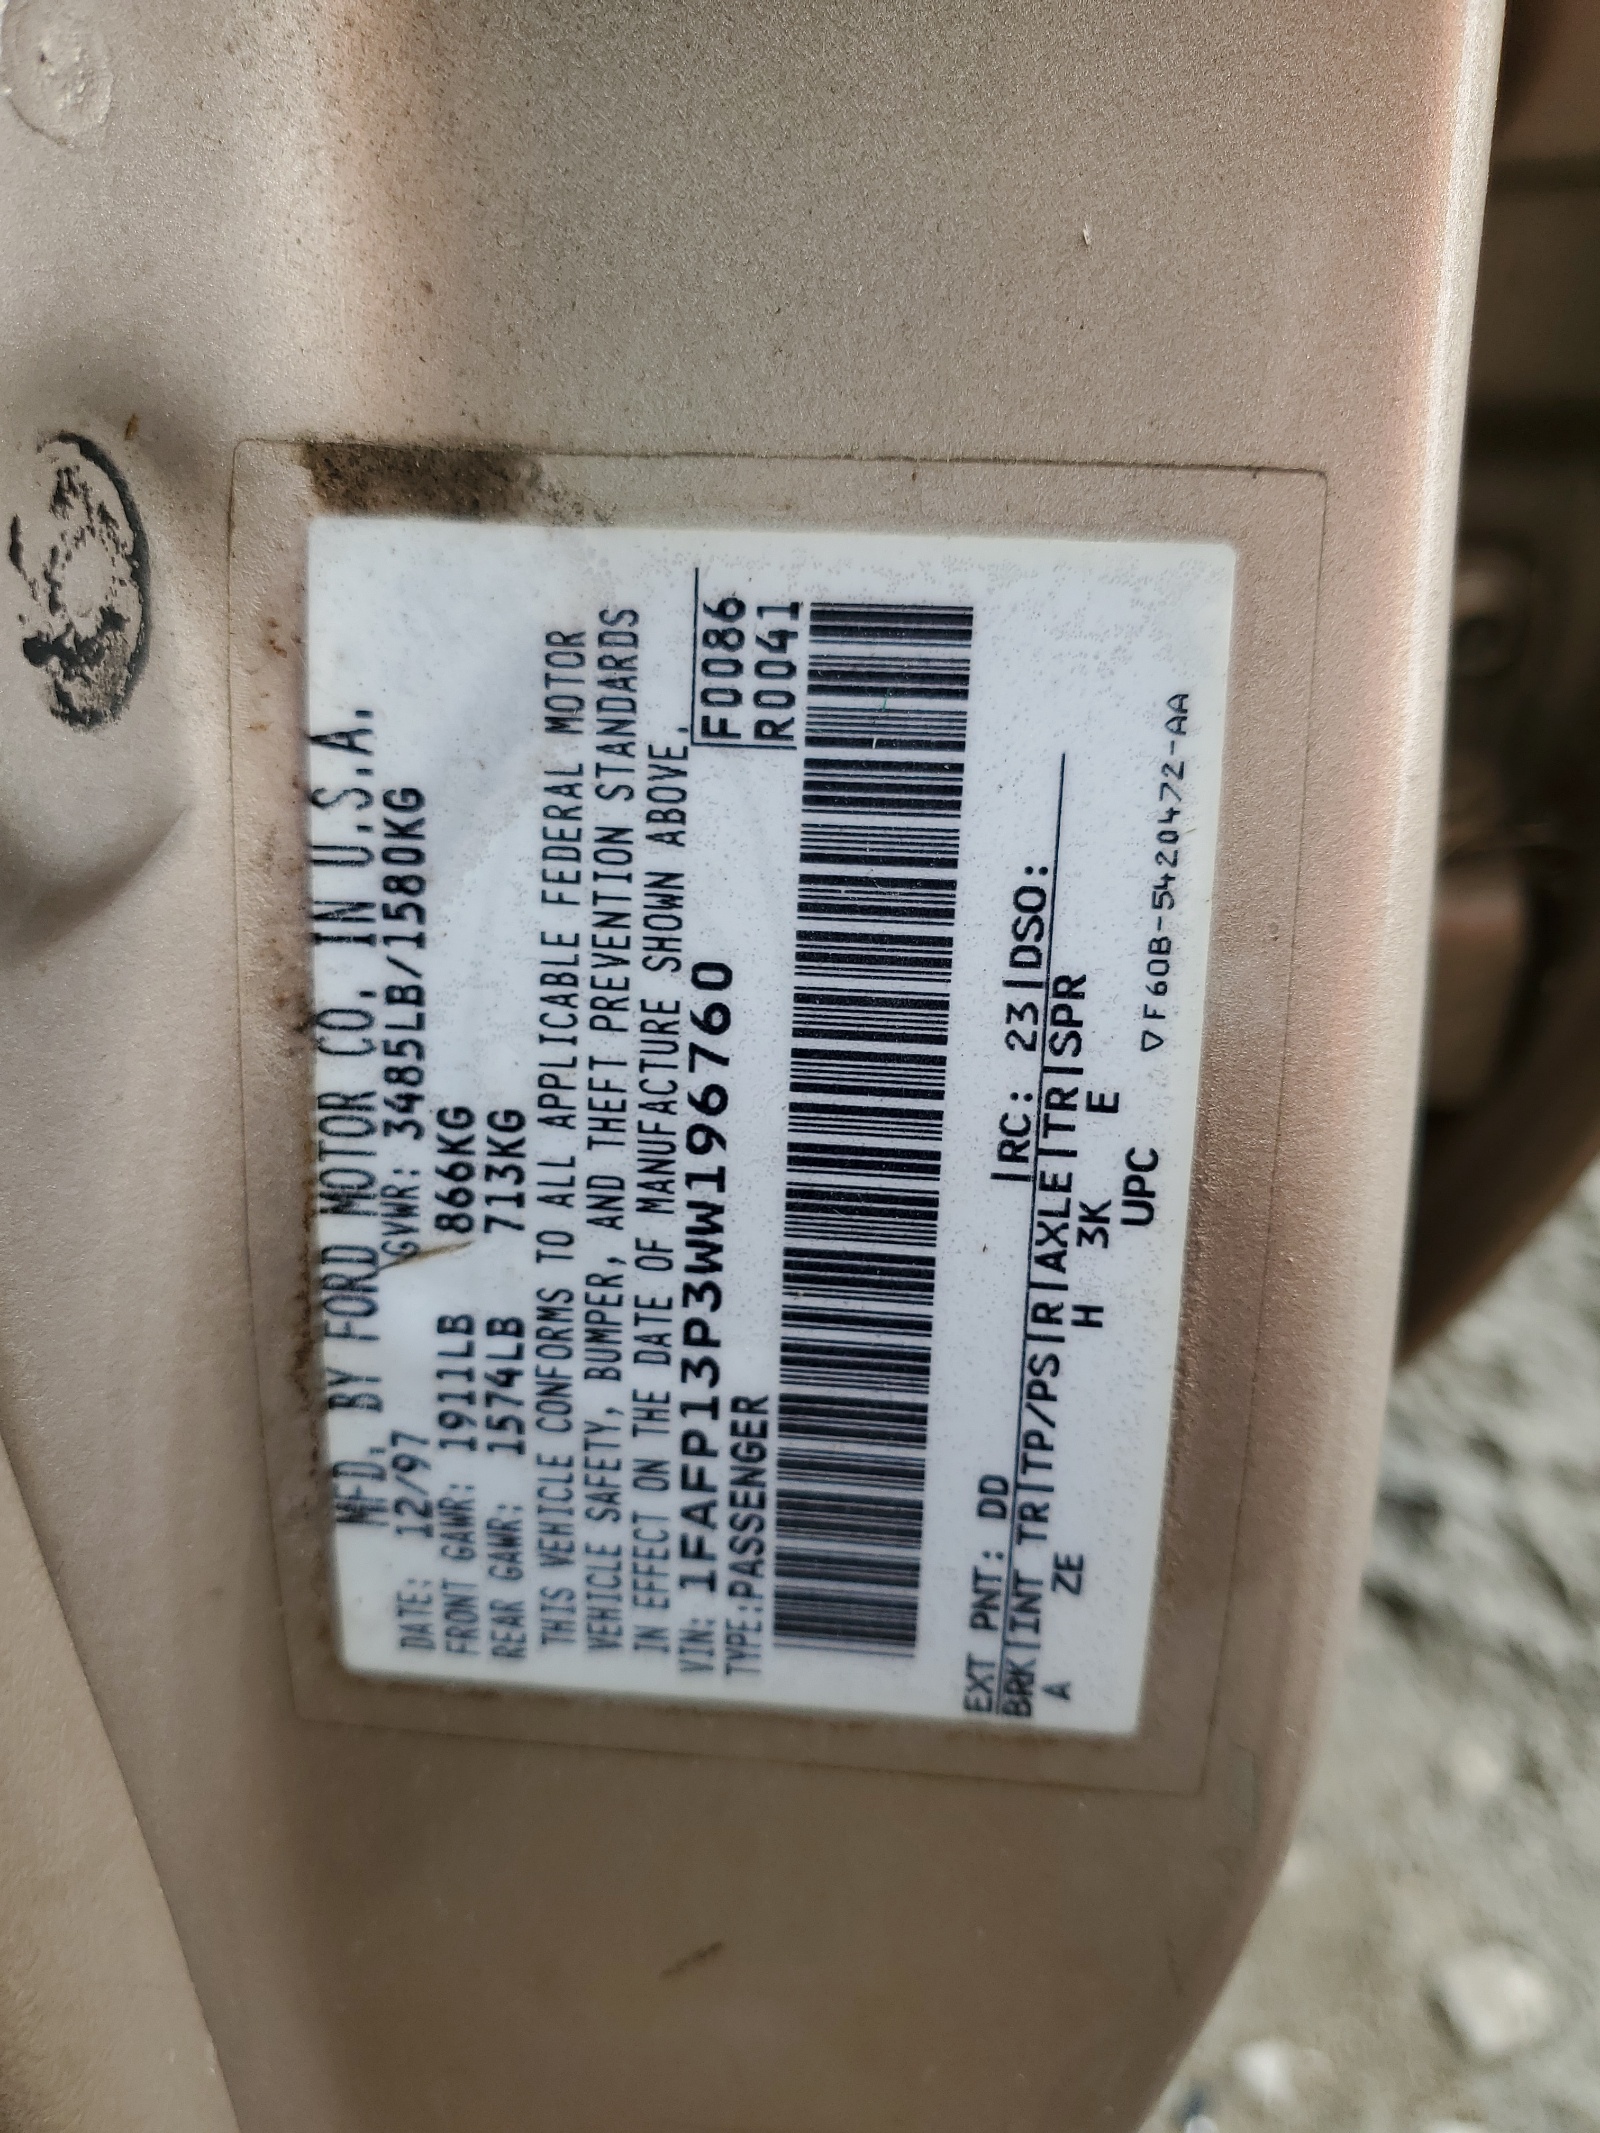 MFD. BY FORD MOTOR CO. IN U.S.A.
DATE: 12/97 GVWR: 3485LB/1580KG
FRONT GAWR: 1911LB 866KG
REAR GAWR: 1574LB 713KG
THIS VEHICLE CONFORMS TO ALL APPLICABLE FEDERAL MOTOR
VEHICLE SAFETY, BUMPER, AND THEFT PREVENTION STANDARDS
IN EFFECT ON THE DATE OF MANUFACTURE SHOWN ABOVE.
VIN: 1FAFP13P3WW196760 F0086
TYPE:PASSENGER R0041
EXT PNT: DD |RC: 23|DSO:
BRK|INT TR|TP/PS|R|AXLE|TR|SPR
A ZE H 3K E
UPC
▽F60B-5420472-AA